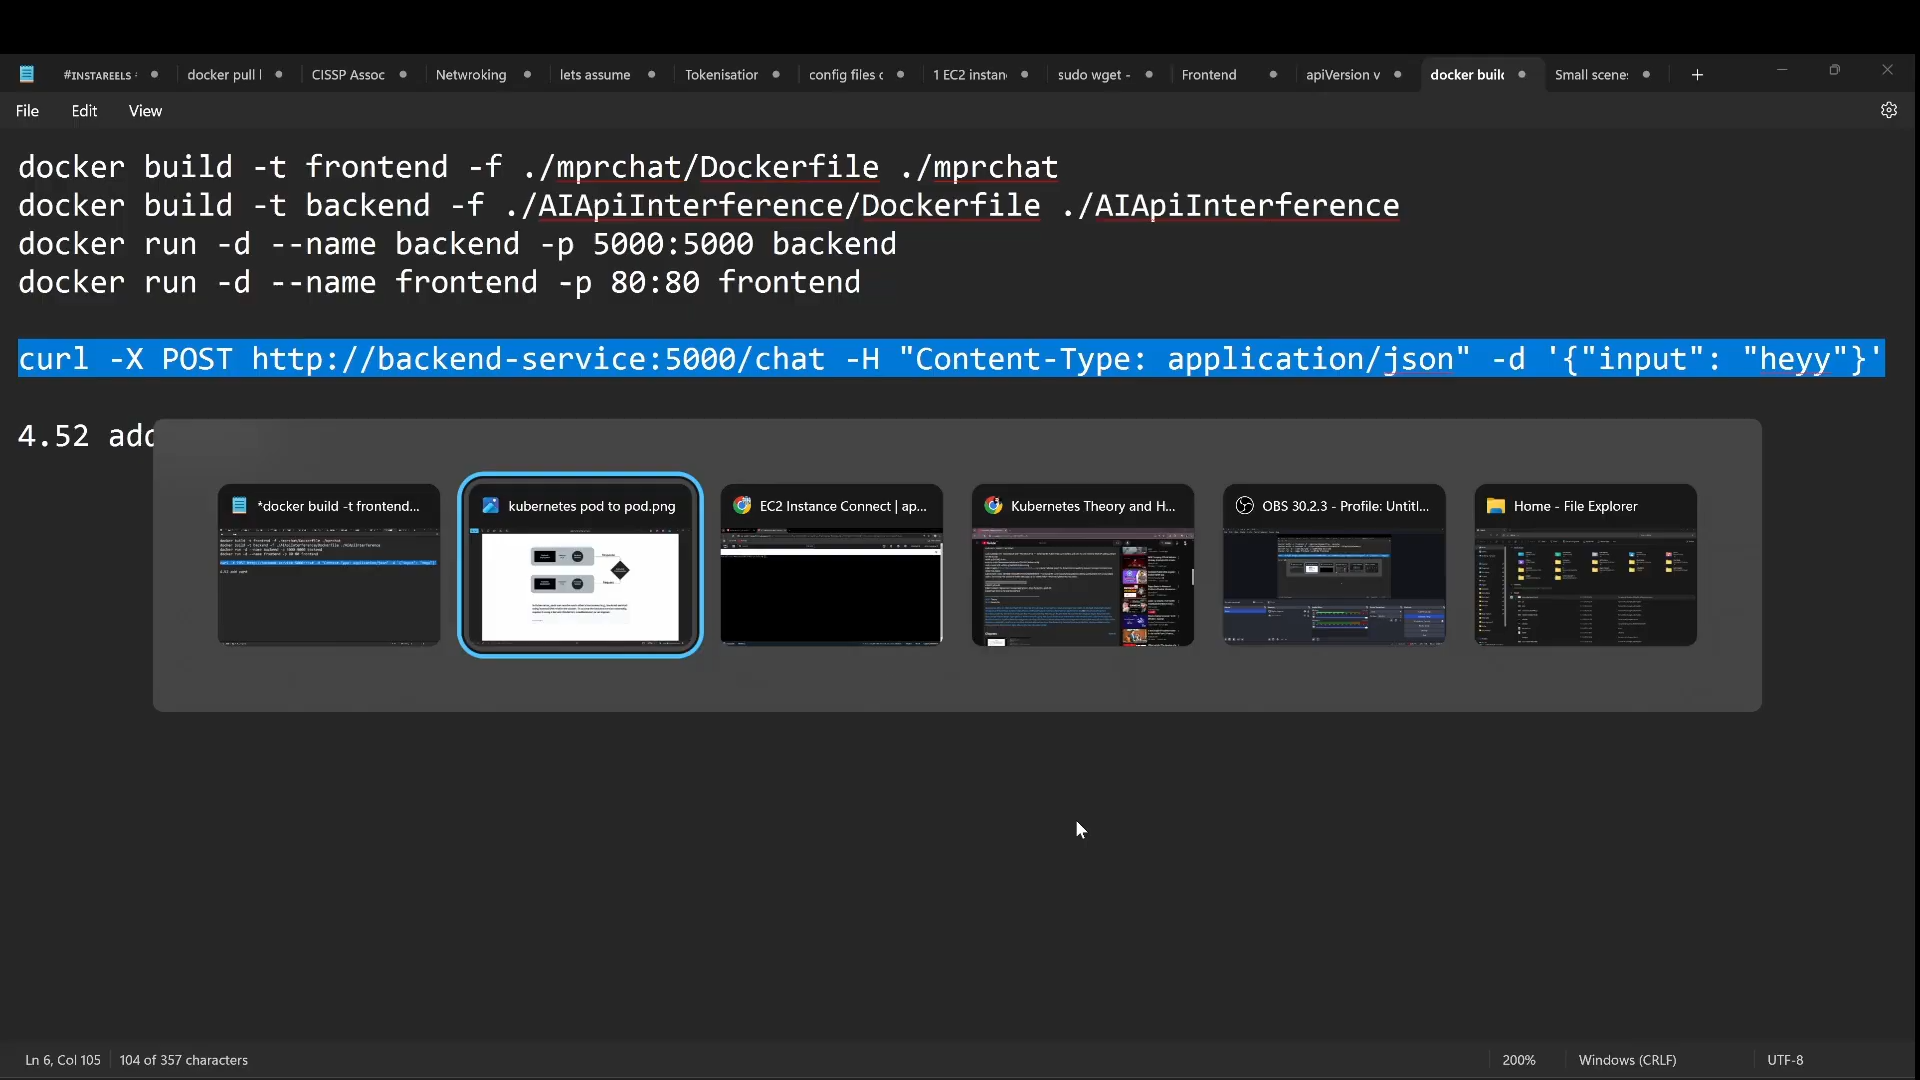 #INSTAREELS
docker pull
CISSP Assoc
Netwroking
lets assume
Tokenisation
config files
1 EC2 instan
sudo wget -
Frontend
apiVersion v
docker build
Small scene:
File
Edit
View
docker build -t frontend -f ./mprchat/Dockerfile ./mprchat
docker build -t backend -f ./AIApiInterference/Dockerfile ./AIApiInterference
docker run -d --name backend -p 5000:5000 backend
docker run -d --name frontend -p 80:80 frontend
curl -X POST http://backend-service:5000/chat -H "Content-Type: application/json" -d '{"input": "heyy"}'
4.52 add
*docker build -t frontend...
kubernetes pod to pod.png
EC2 Instance Connect | ap...
Kubernetes Theory and H...
OBS 30.2.3 - Profile: Untitl...
Home - File Explorer
Ln 6, Col 105
104 of 357 characters
200%
Windows (CRLF)
UTF-8